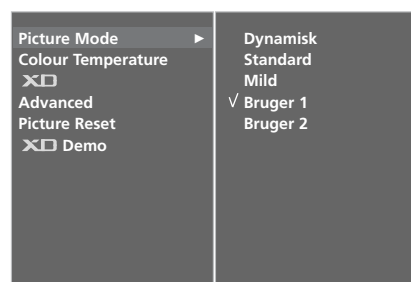 Picture Mode ►
Colour Temperature
XD
Advanced
Picture Reset
XD Demo
Dynamisk
Standard
Mild
√ Bruger 1
Bruger 2